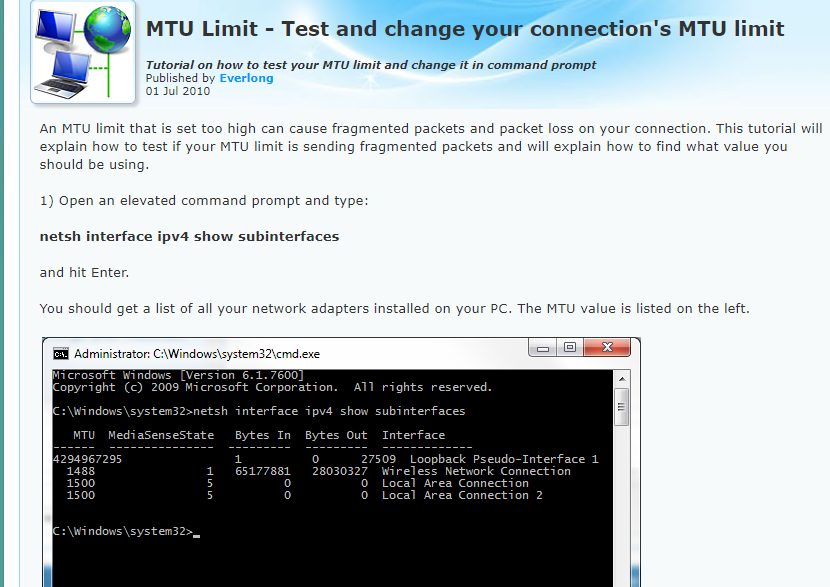 MTU Limit - Test and change your connection's MTU limit
Tutorial on how to test your MTU limit and change it in command prompt
Published by Everlong
01 Jul 2010
An MTU limit that is set too high can cause fragmented packets and packet loss on your connection. This tutorial will
explain how to test if your MTU limit is sending fragmented packets and will explain how to find what value you
should be using.
1) Open an elevated command prompt and type:
netsh interface ipv4 show subinterfaces
and hit Enter.
You should get a list of all your network adapters installed on your PC. The MTU value is listed on the left.
C:\. Administrator: C:\Windows\system32\cmd.exe
Microsoft Windows [Version 6.1.7600]
Copyright (c) 2009 Microsoft Corporation.  All rights reserved.
C:\Windows\system32>netsh interface ipv4 show subinterfaces
MTU  MediaSenseState   Bytes In  Bytes Out  Interface
------  ---------------  ---------  ---------  -------------
4294967295                1          0      27509  Loopback Pseudo-Interface 1
1488                1   65177881   28030327  Wireless Network Connection
1500                5          0          0  Local Area Connection
1500                5          0          0  Local Area Connection 2
C:\Windows\system32>_